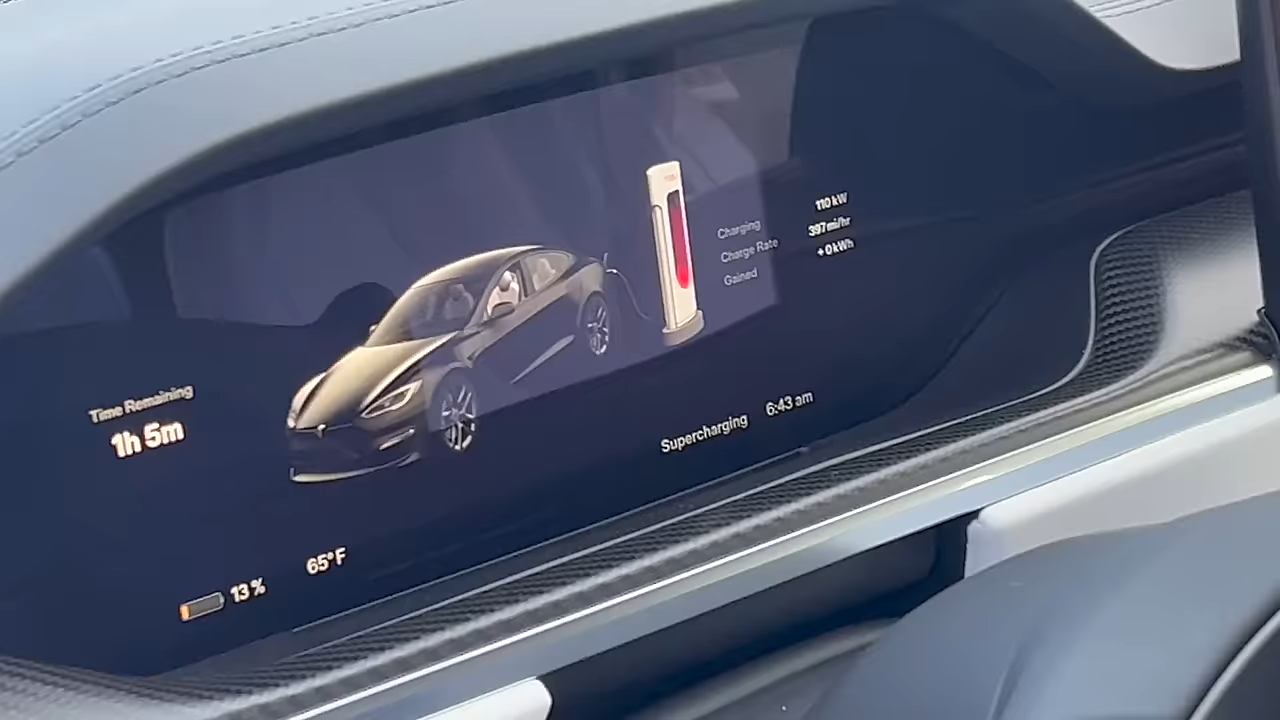 110 kW
Charging
397 mi/hr
Charge Rate
+0 kWh
Gained
Time Remaining
1h 5m
Supercharging 6:43 am
13 % 65°F